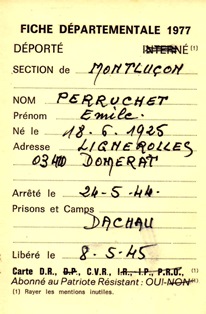 FICHE DÉPARTEMENTALE 1977
DÉPORTÉ INTERNÉ (1)
SECTION de MONTLUÇON
NOM PERRUCHET
Prénom Emile.
Né le 18.6.1925
Adresse LIGNEROLLES
03410 DOMERAT
Arrêté le 24-5-44.
Prisons et Camps
DACHAU
Libéré le 8-5-45
Carte D.R., D.P., C.V.R., I.R., I.P., P.R.O., (1)
Abonné au Patriote Résistant : OUI-NON (1)
(1) Rayer les mentions inutiles.